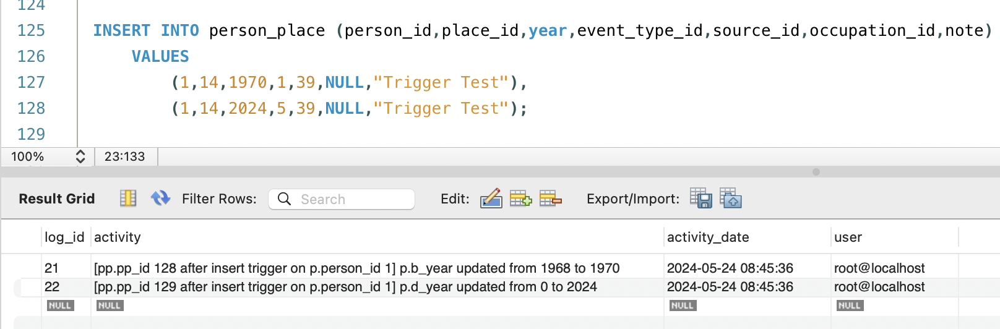 124
125 INSERT INTO person_place (person_id,place_id,year,event_type_id,source_id,occupation_id,note)
126 VALUES
127 (1,14,1970,1,39,NULL,"Trigger Test"),
128 (1,14,2024,5,39,NULL,"Trigger Test");
129
100% 23:133
Result Grid Filter Rows: Search Edit: Export/Import:
log_id activity activity_date user
21 [pp.pp_id 128 after insert trigger on p.person_id 1] p.b_year updated from 1968 to 1970 2024-05-24 08:45:36 root@localhost
22 [pp.pp_id 129 after insert trigger on p.person_id 1] p.d_year updated from 0 to 2024 2024-05-24 08:45:36 root@localhost
NULL NULL NULL NULL